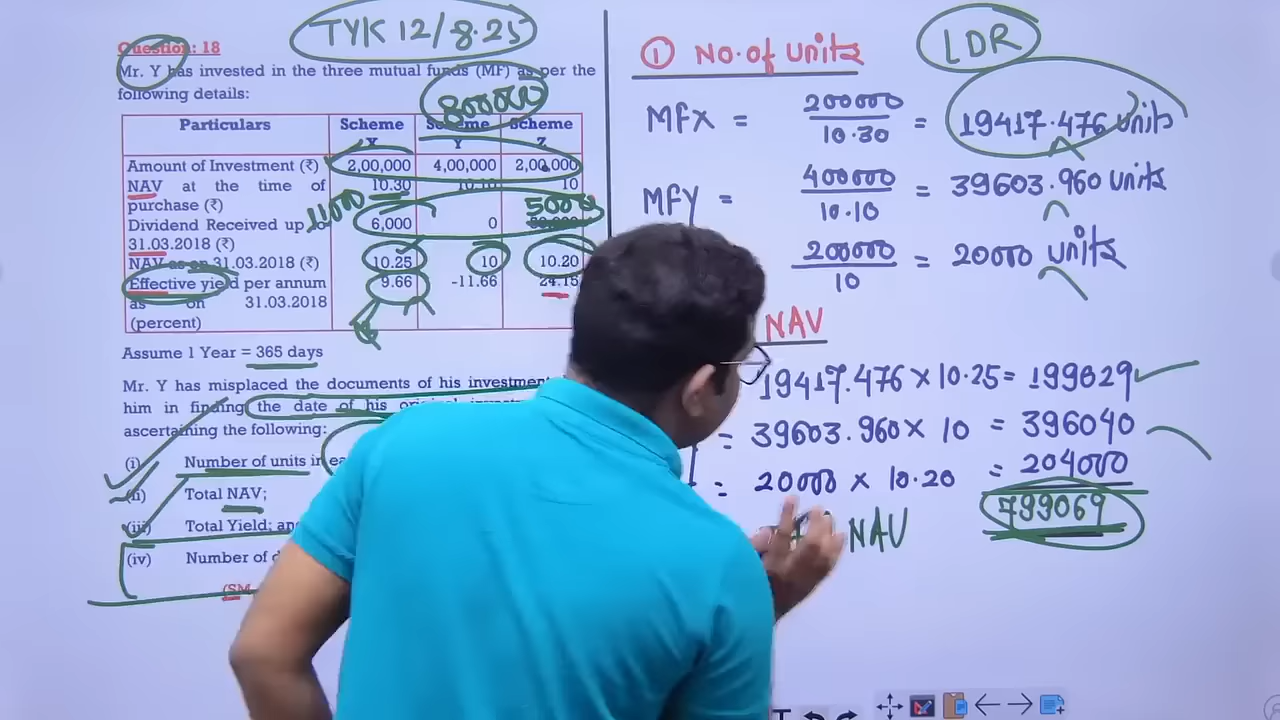 TYK 12/8.25
Question: 18
Mr. Y has invested in the three mutual funds (MF) as per the
following details:
800000
Particulars Scheme X Scheme Y Scheme Z
Amount of Investment (₹) 2,00,000 4,00,000 2,00,000
NAV at the time of purchase (₹) 10.30 10.10 10
11000
5000
Dividend Received up to 31.03.2018 (₹) 6,000 0
NAV as on 31.03.2018 (₹) 10.25 10 10.20
Effective yield per annum as on 31.03.2018 (percent) 9.66 -11.66 24.15
Assume 1 Year = 365 days
Mr. Y has misplaced the documents of his investment
him in finding the date of his original
ascertaining the following:
(i) Number of units in
(ii) Total NAV;
(iii) Total Yield; an
(iv) Number of d
(SM
LDR
① No. of units
MFX = 200000 / 10.30 = 19417.476 units
MFY = 400000 / 10.10 = 39603.960 units
200000 / 10 = 20000 units
NAV
19417.476 × 10.25 = 199029
= 39603.960 × 10 = 396040
= 20000 × 10.20 = 204000
NAV 799069